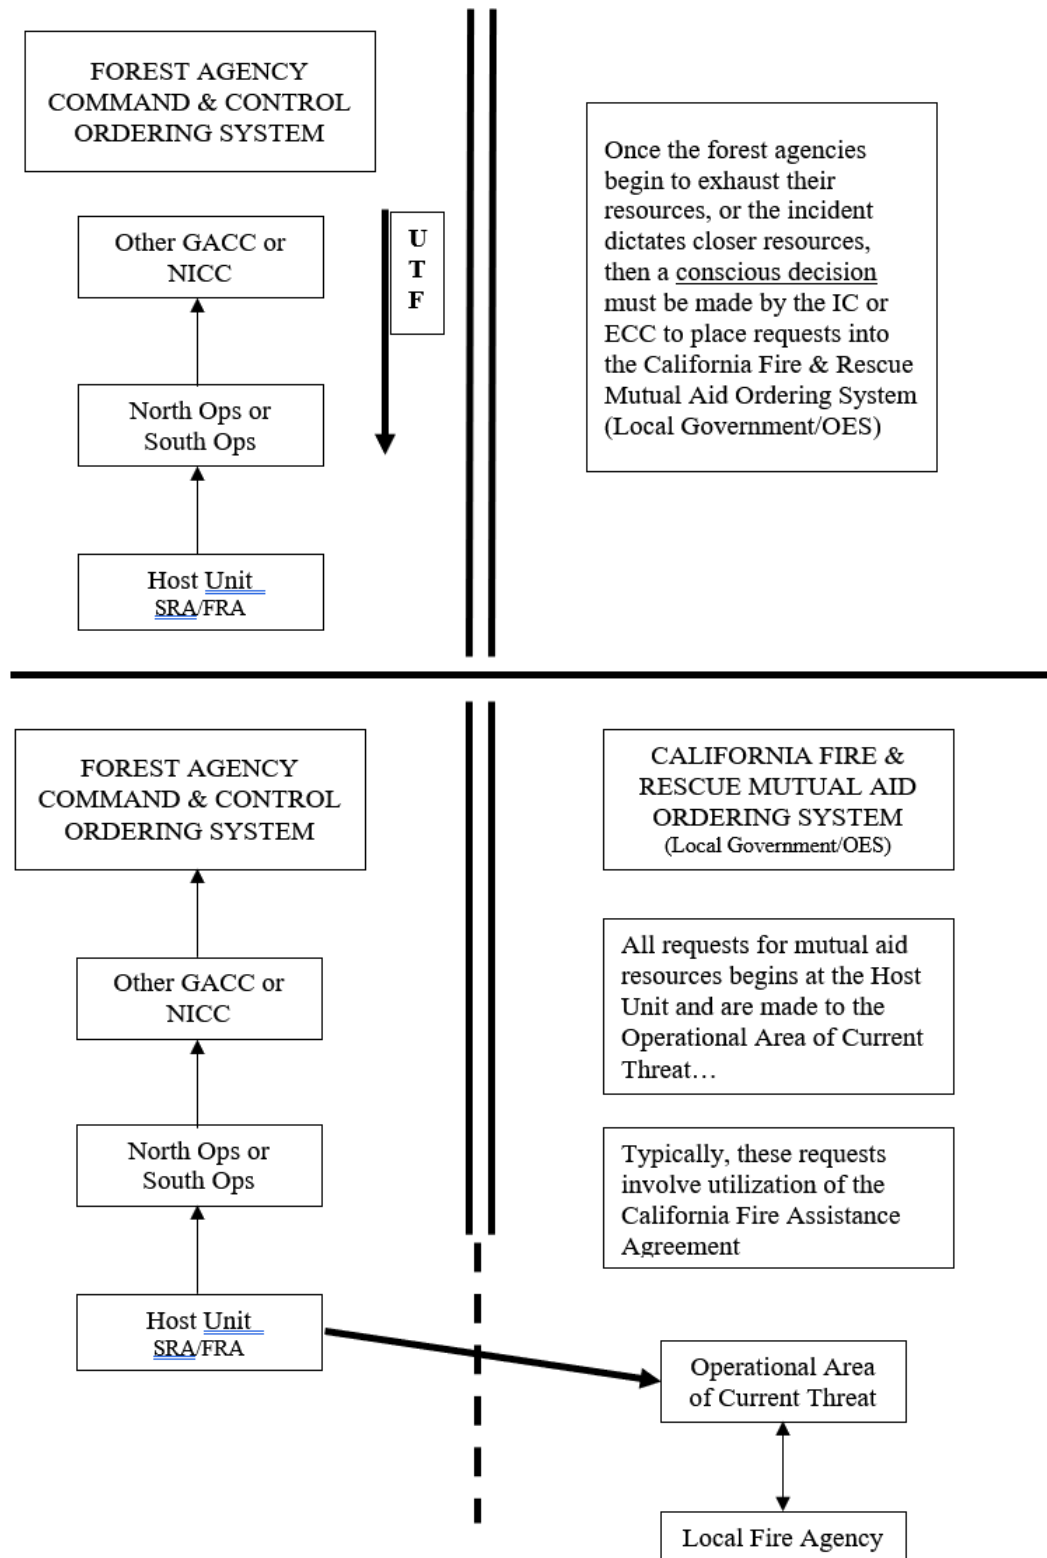 FOREST AGENCY
COMMAND & CONTROL
ORDERING SYSTEM
Other GACC or
NICC
U
T
F
North Ops or
South Ops
Host Unit
SRA/FRA
Once the forest agencies
begin to exhaust their
resources, or the incident
dictates closer resources,
then a conscious decision
must be made by the IC or
ECC to place requests into
the California Fire & Rescue
Mutual Aid Ordering System
(Local Government/OES)
FOREST AGENCY
COMMAND & CONTROL
ORDERING SYSTEM
Other GACC or
NICC
North Ops or
South Ops
Host Unit
SRA/FRA
CALIFORNIA FIRE &
RESCUE MUTUAL AID
ORDERING SYSTEM
(Local Government/OES)
All requests for mutual aid
resources begins at the Host
Unit and are made to the
Operational Area of Current
Threat…
Typically, these requests
involve utilization of the
California Fire Assistance
Agreement
Operational Area
of Current Threat
Local Fire Agency